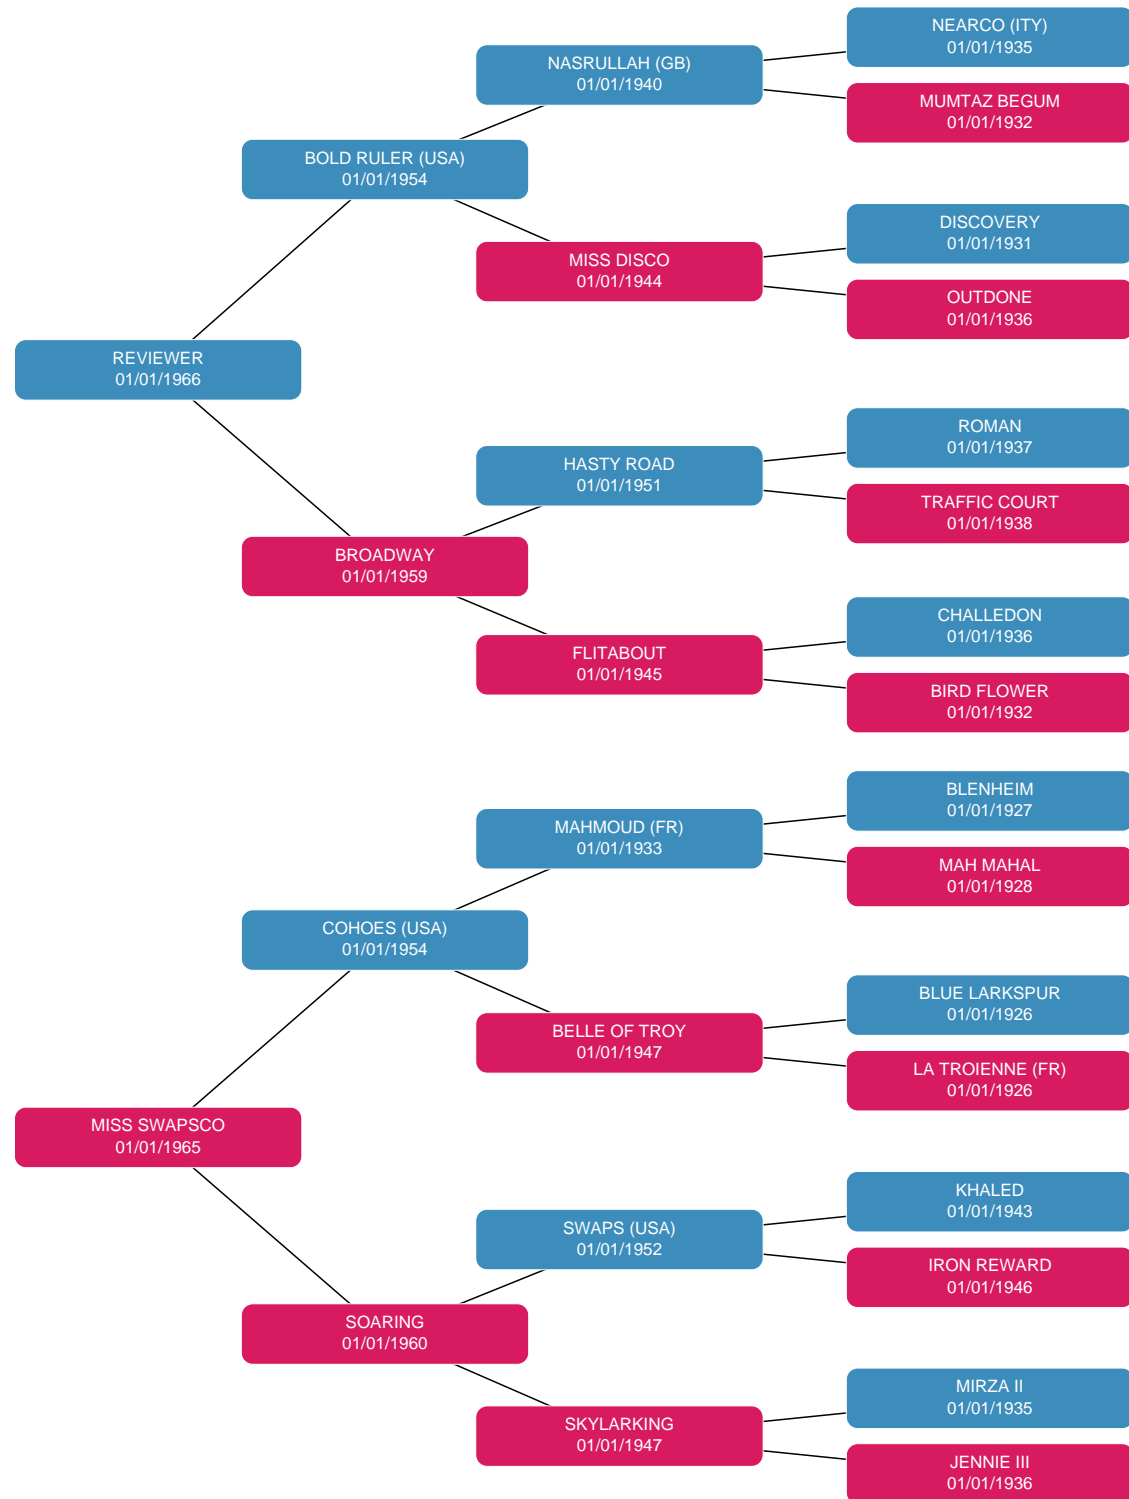 NEARCO (ITY)
01/01/1935
NASRULLAH (GB)
01/01/1940
MUMTAZ BEGUM
01/01/1932
BOLD RULER (USA)
01/01/1954
DISCOVERY
01/01/1931
MISS DISCO
01/01/1944
OUTDONE
01/01/1936
REVIEWER
01/01/1966
ROMAN
01/01/1937
HASTY ROAD
01/01/1951
TRAFFIC COURT
01/01/1938
BROADWAY
01/01/1959
CHALLEDON
01/01/1936
FLITABOUT
01/01/1945
BIRD FLOWER
01/01/1932
BLENHEIM
01/01/1927
MAHMOUD (FR)
01/01/1933
MAH MAHAL
01/01/1928
COHOES (USA)
01/01/1954
BLUE LARKSPUR
01/01/1926
BELLE OF TROY
01/01/1947
LA TROIENNE (FR)
01/01/1926
MISS SWAPSCO
01/01/1965
KHALED
01/01/1943
SWAPS (USA)
01/01/1952
IRON REWARD
01/01/1946
SOARING
01/01/1960
MIRZA II
01/01/1935
SKYLARKING
01/01/1947
JENNIE III
01/01/1936